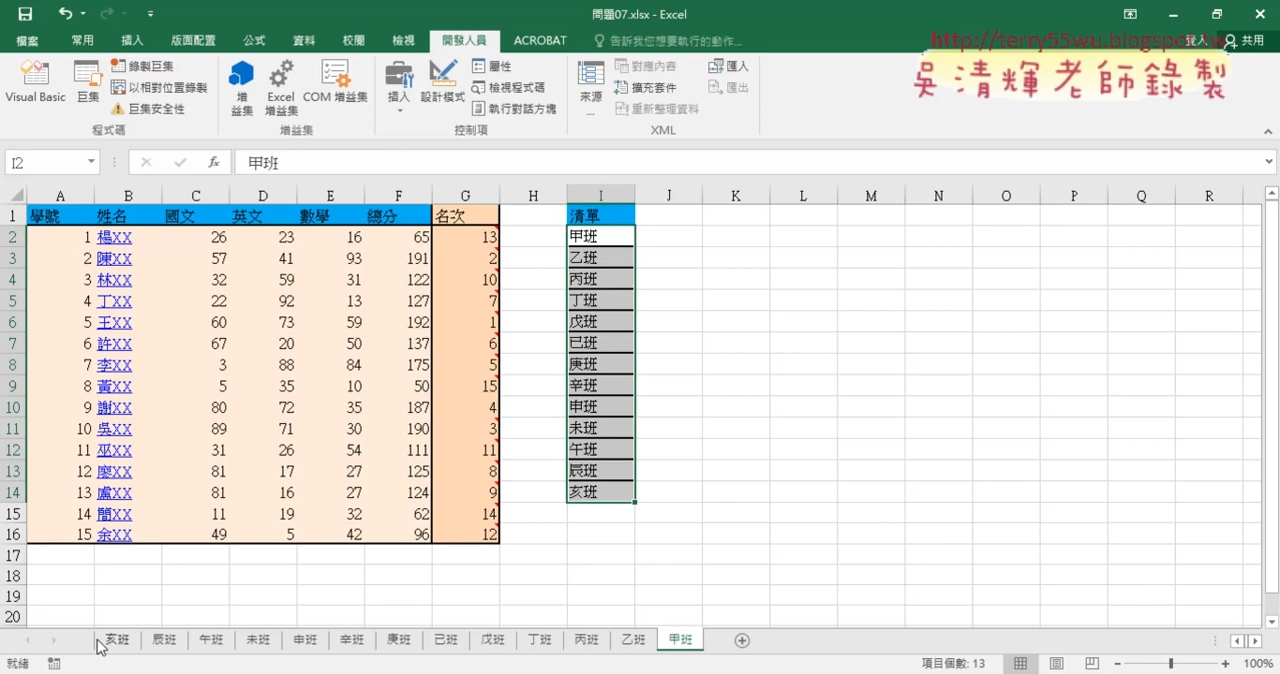 問題07.xlsx - Excel
檔案 常用 插入 版面配置 公式 資料 校閱 檢視 開發人員 ACROBAT 告訴我您想要執行的動作... 登入 共用
http://terry55wu.blogspot.tw
吳清輝老師錄製
Visual Basic 巨集 錄製巨集 以相對位置錄製 巨集安全性
程式碼
增益集 Excel 增益集 COM 增益集
增益集
插入 設計模式 屬性 檢視程式碼 執行對話方塊
控制項
來源... 對應內容 擴充套件 重新整理資料 匯入 匯出
XML
I2 fx 甲班
A B C D E F G H I J K L M N O P Q R
1 學號 姓名 國文 英文 數學 總分 名次 清單
2 1 楊XX 26 23 16 65 13 甲班
3 2 陳XX 57 41 93 191 2 乙班
4 3 林XX 32 59 31 122 10 丙班
5 4 丁XX 22 92 13 127 7 丁班
6 5 王XX 60 73 59 192 1 戊班
7 6 許XX 67 20 50 137 6 已班
8 7 李XX 3 88 84 175 5 庚班
9 8 黃XX 5 35 10 50 15 辛班
10 9 謝XX 80 72 35 187 4 申班
11 10 吳XX 89 71 30 190 3 未班
12 11 巫XX 31 26 54 111 11 午班
13 12 廖XX 81 17 27 125 8 辰班
14 13 盧XX 81 16 27 124 9 亥班
15 14 簡XX 11 19 32 62 14
16 15 余XX 49 5 42 96 12
17
18
19
20
亥班 辰班 午班 未班 申班 辛班 庚班 已班 戊班 丁班 丙班 乙班 甲班
就緒 項目個數: 13 100%